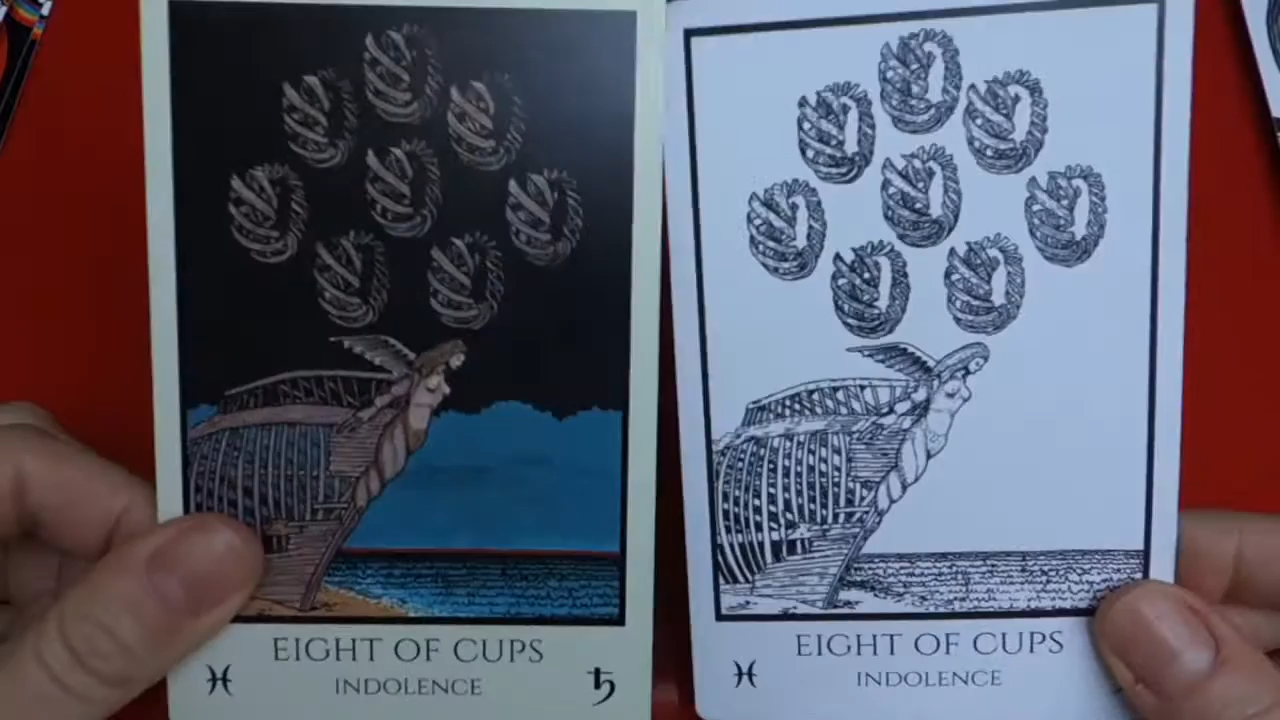 EIGHT OF CUPS
INDOLENCE
♓ ♄
EIGHT OF CUPS
INDOLENCE
♓